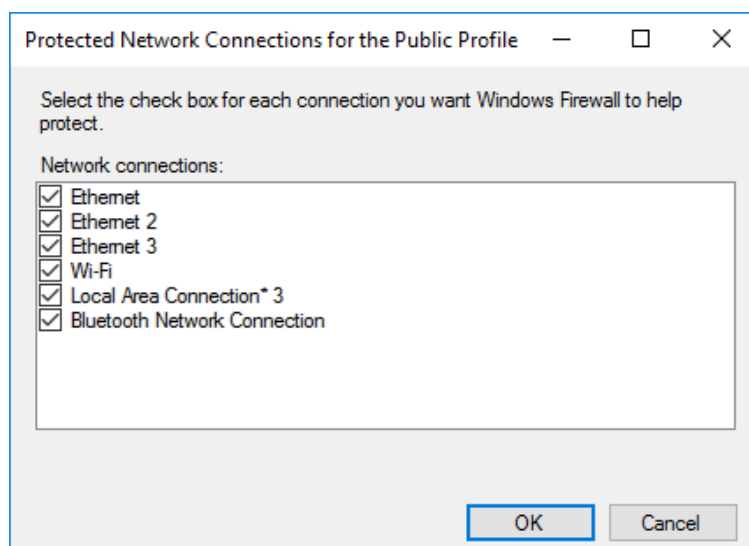 Protected Network Connections for the Public Profile
Select the check box for each connection you want Windows Firewall to help
protect.
Network connections:
Ethernet
Ethernet 2
Ethernet 3
Wi-Fi
Local Area Connection* 3
Bluetooth Network Connection
OK
Cancel